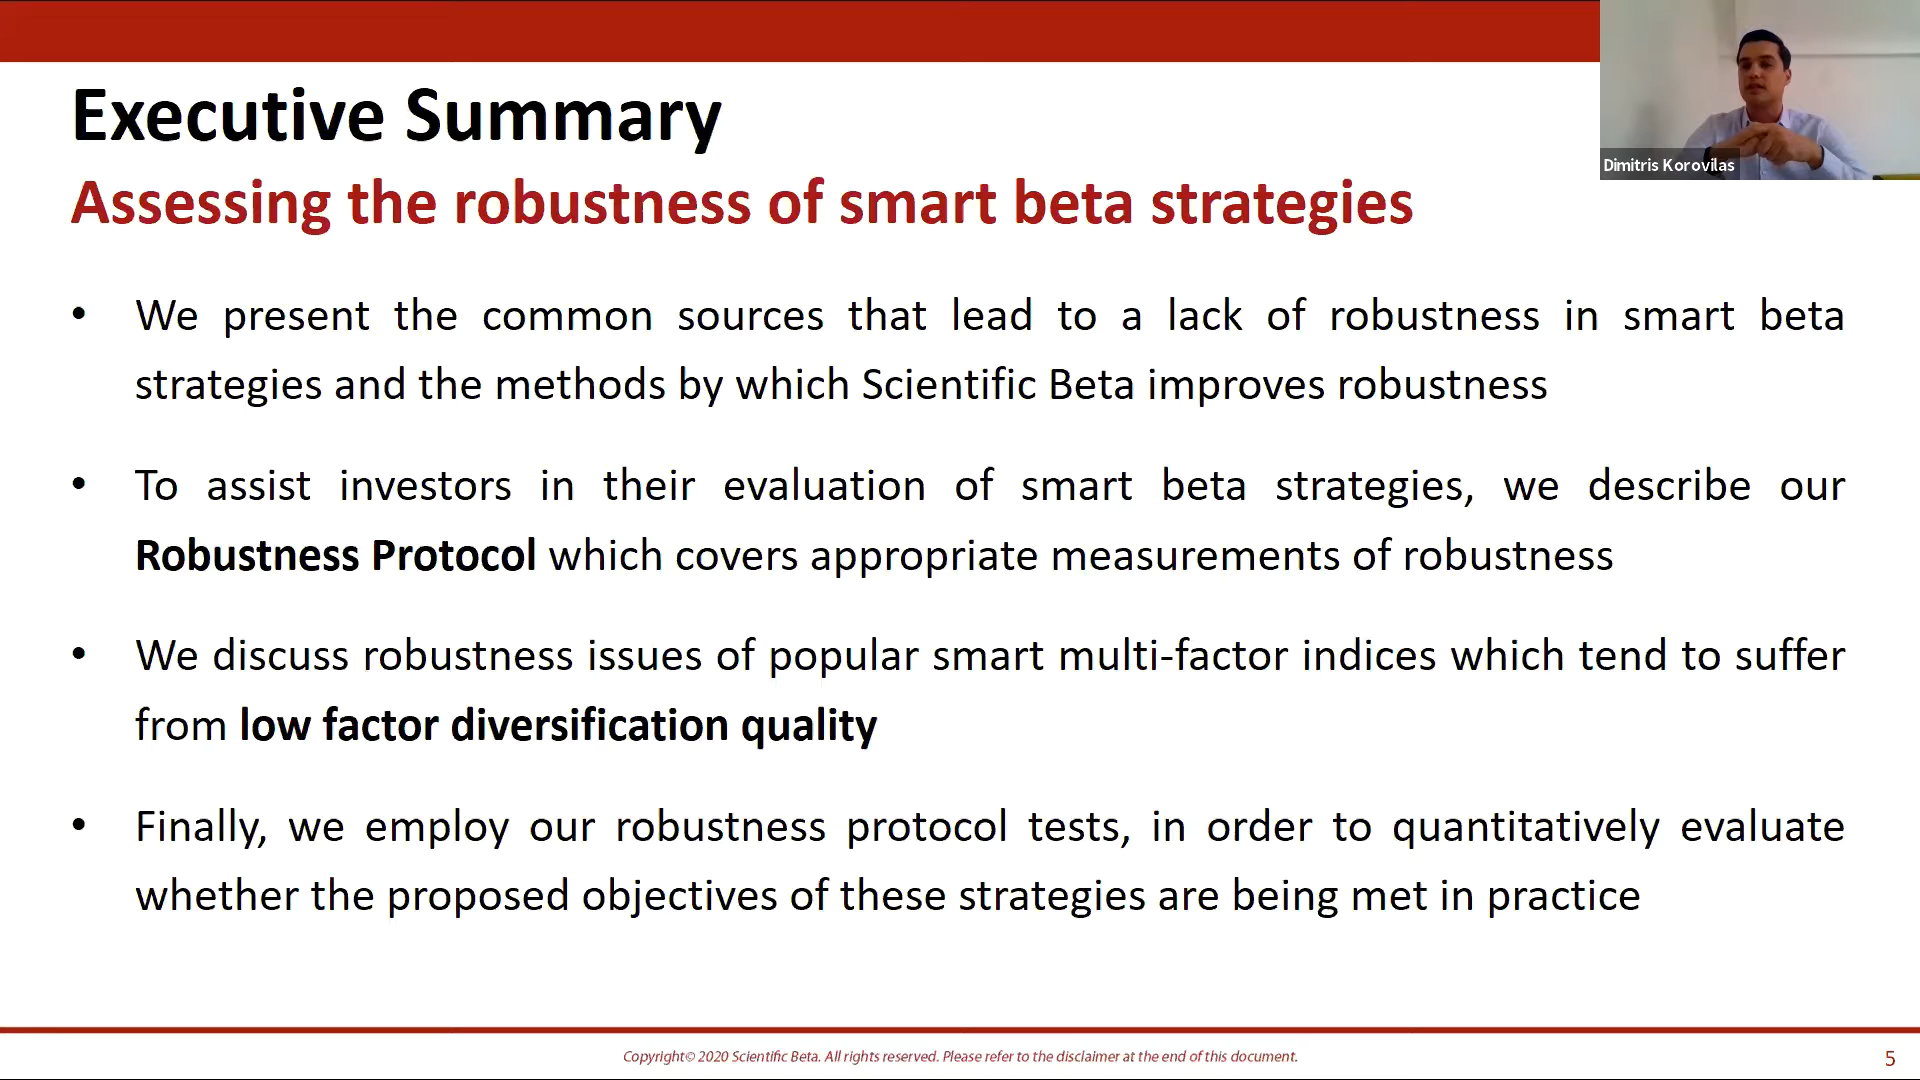 Executive Summary
Assessing the robustness of smart beta strategies
Dimitris Korovilas
• We present the common sources that lead to a lack of robustness in smart beta
strategies and the methods by which Scientific Beta improves robustness
• To assist investors in their evaluation of smart beta strategies, we describe our
Robustness Protocol which covers appropriate measurements of robustness
• We discuss robustness issues of popular smart multi-factor indices which tend to suffer
from low factor diversification quality
• Finally, we employ our robustness protocol tests, in order to quantitatively evaluate
whether the proposed objectives of these strategies are being met in practice
Copyright© 2020 Scientific Beta. All rights reserved. Please refer to the disclaimer at the end of this document.
5